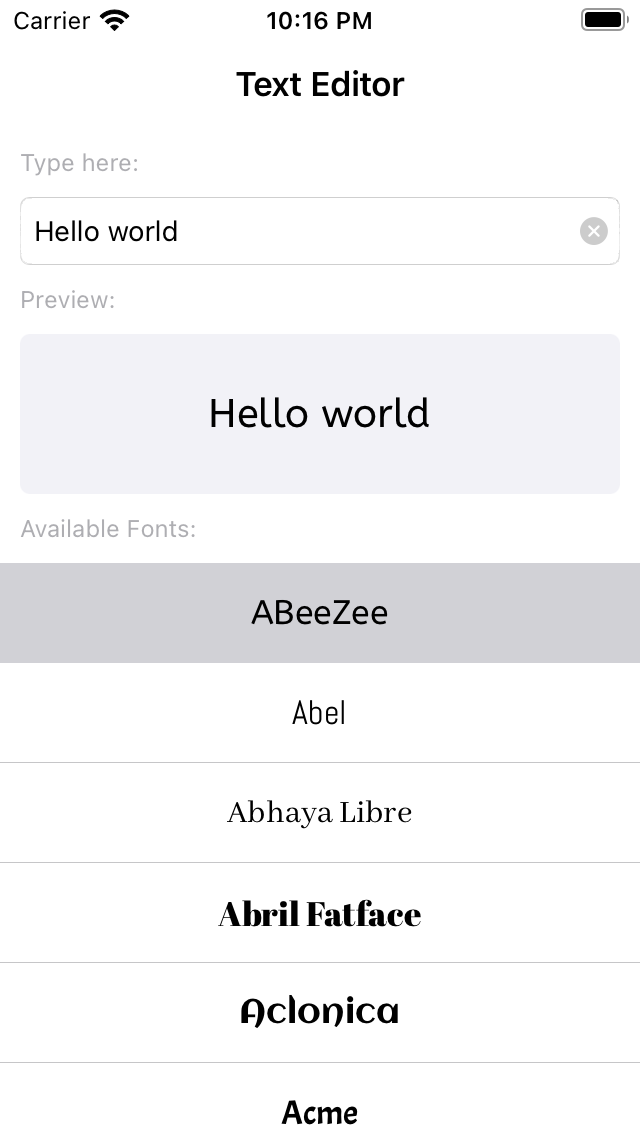 Carrier 10:16 PM
Text Editor
Type here:
Hello world
Preview:
Hello world
Available Fonts:
ABeeZee
Abel
Abhaya Libre
Abril Fatface
Aclonica
Acme